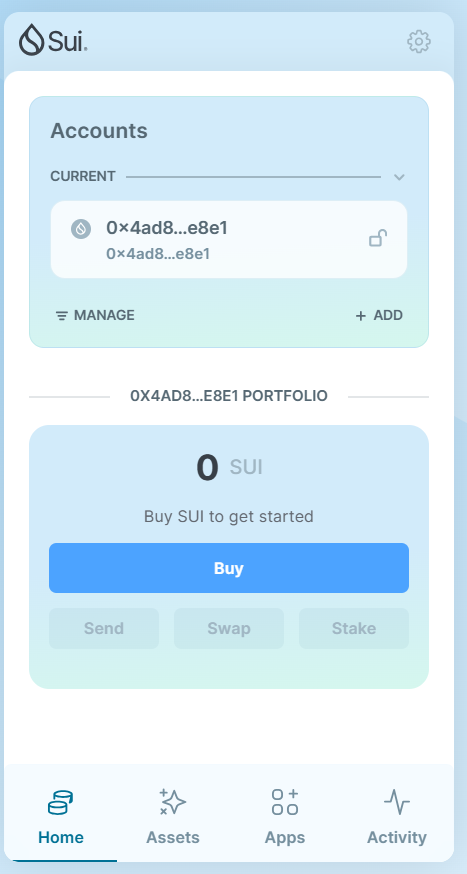 Sui.
Accounts
CURRENT
0×4ad8...e8e1
0×4ad8...e8e1
MANAGE
+ ADD
0X4AD8...E8E1 PORTFOLIO
0 SUI
Buy SUI to get started
Buy
Send Swap Stake
Home Assets Apps Activity